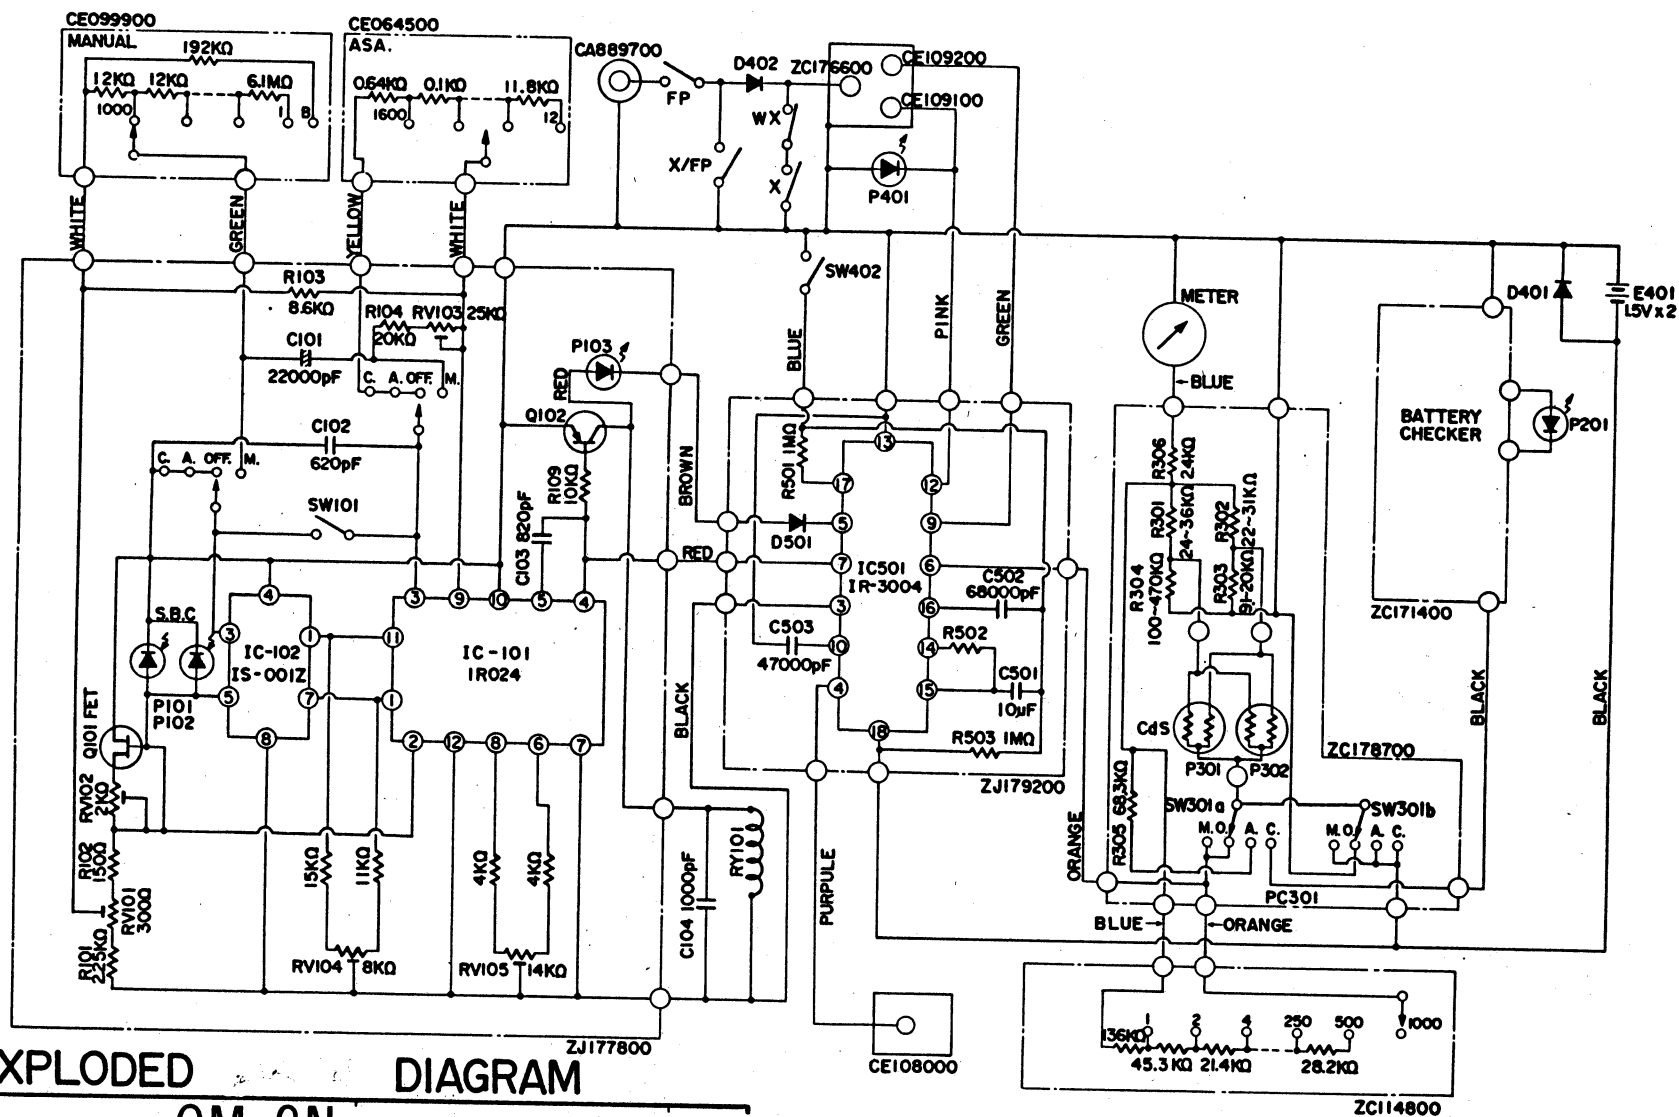 CE099900
MANUAL
192KΩ
12KΩ 12KΩ 6.1MΩ
1000 1 B
CE064500
ASA.
0.64KΩ 0.1KΩ 11.8KΩ
1600 12
CA889700
FP
D402
ZC176600
CE109200
CE109100
WX
X/FP
X
P401
WHITE
GREEN
YELLOW
WHITE
SW402
R103
8.6KΩ
R104 RV103 25KΩ
20KΩ
C101
22000pF
C. A. OFF. M.
P103
RED
Q102
BLUE
PINK
GREEN
METER
BLUE
D401
E401
1.5V x 2
C102
620pF
C. A. OFF. M.
SW101
R109
10KΩ
C103 820pF
BROWN
RED
R501 1MΩ
D501
13
17
12
5
9
7
6
3
16
10
14
4
15
18
IC501
IR-3004
C502
68000pF
C503
47000pF
R502
C501
10µF
R503 1MΩ
ZJ179200
R306
24KΩ
R301
24~36KΩ
R302
22~31KΩ
R304
100~470KΩ
R303
91-20KΩ
BATTERY
CHECKER
P201
ZC171400
S.B.C
4
3
1
5
7
8
IC-102
IS-001Z
P101
P102
3 9 10 5 4
11
1
2 12 8 6 7
IC-101
1R024
BLACK
Q101 FET
RV102
2KΩ
R102
150Ω
RV101
300Ω
R101
2.25KΩ
15KΩ
11KΩ
RV104 8KΩ
4KΩ
4KΩ
RV105 14KΩ
C104 1000pF
RY101
PURPULE
ORANGE
CdS
P301 P302
ZC178700
R305 68.3KΩ
SW301a
M. O. A. C.
SW301b
M. O. A. C.
PC301
BLACK
BLACK
BLUE
ORANGE
ZJ177800
CE108000
1 2 4 250 500 1000
136KΩ
45.3KΩ 21.4KΩ 28.2KΩ
ZC114800
XPLODED DIAGRAM